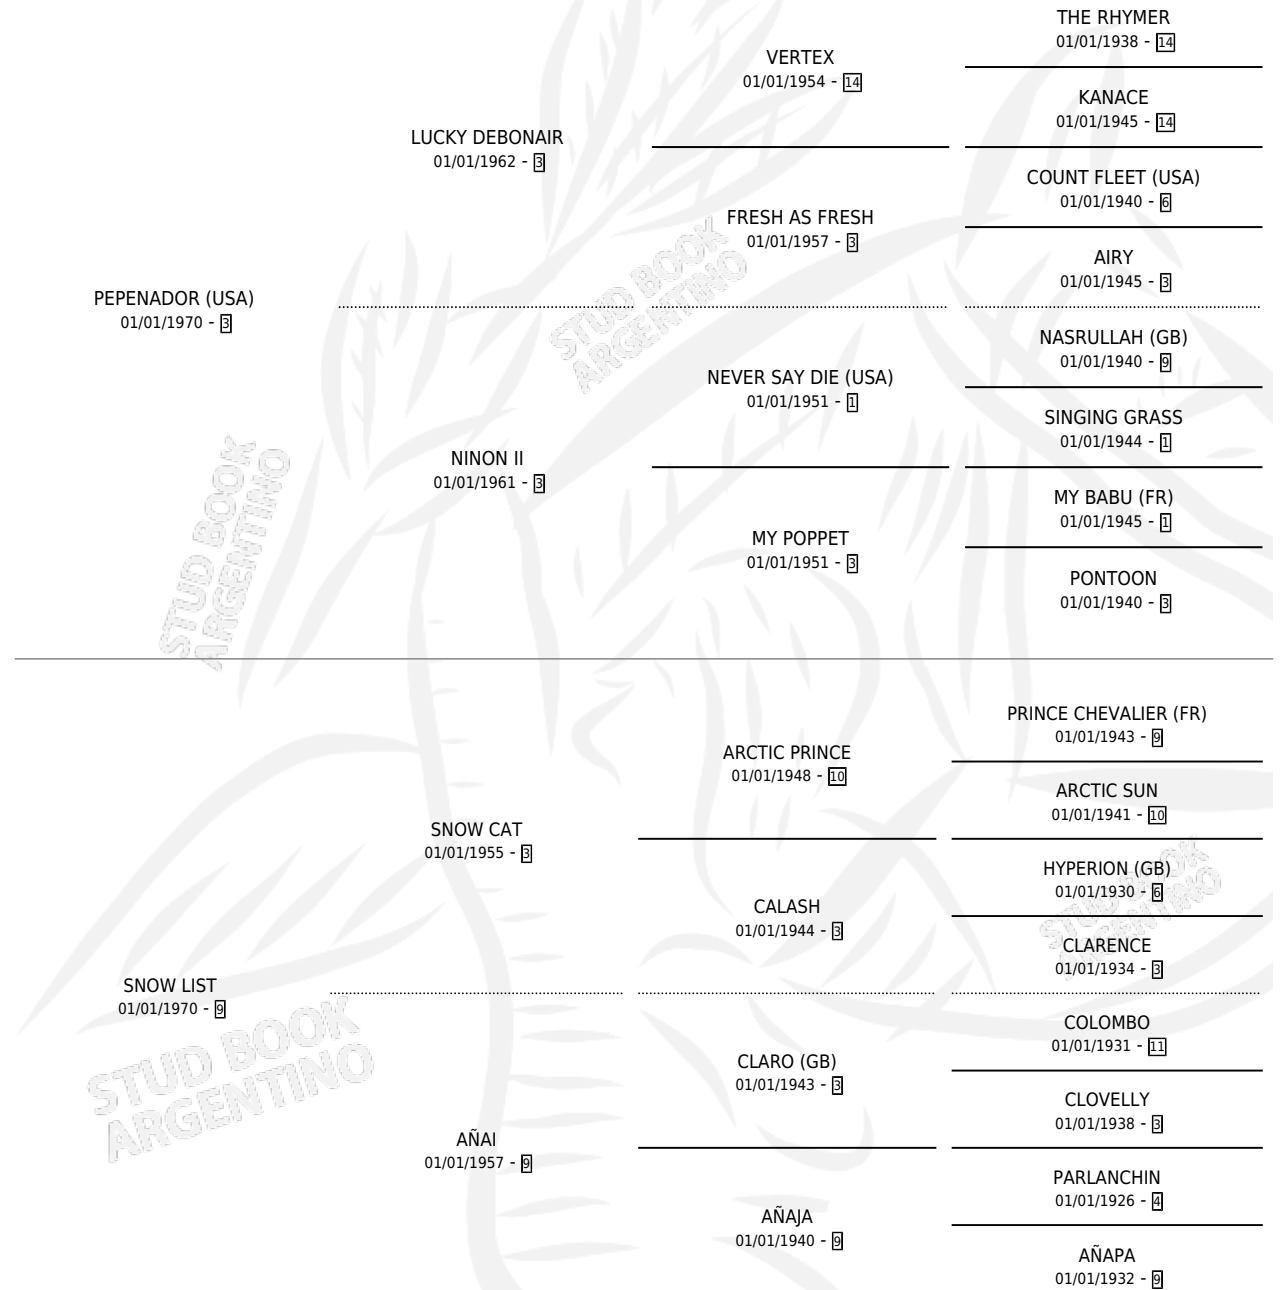 THE RHYMER
01/01/1938 - 14
VERTEX
01/01/1954 - 14
KANACE
01/01/1945 - 14
LUCKY DEBONAIR
01/01/1962 - 3
COUNT FLEET (USA)
01/01/1940 - 6
FRESH AS FRESH
01/01/1957 - 3
AIRY
01/01/1945 - 3
PEPENADOR (USA)
01/01/1970 - 3
NASRULLAH (GB)
01/01/1940 - 9
NEVER SAY DIE (USA)
01/01/1951 - 1
SINGING GRASS
01/01/1944 - 1
NINON II
01/01/1961 - 3
MY BABU (FR)
01/01/1945 - 1
MY POPPET
01/01/1951 - 3
PONTOON
01/01/1940 - 3
PRINCE CHEVALIER (FR)
01/01/1943 - 9
ARCTIC PRINCE
01/01/1948 - 10
ARCTIC SUN
01/01/1941 - 10
SNOW CAT
01/01/1955 - 3
HYPERION (GB)
01/01/1930 - 6
CALASH
01/01/1944 - 3
CLARENCE
01/01/1934 - 3
SNOW LIST
01/01/1970 - 9
COLOMBO
01/01/1931 - 11
CLARO (GB)
01/01/1943 - 3
CLOVELLY
01/01/1938 - 3
AÑAI
01/01/1957 - 9
PARLANCHIN
01/01/1926 - 4
AÑAJA
01/01/1940 - 9
AÑAPA
01/01/1932 - 9
STUD BOOK
ARGENTINO
STUD BOOK
ARGENTINO
STUD BOOK
ARGENTINO
STUD BOOK
ARGENTINO